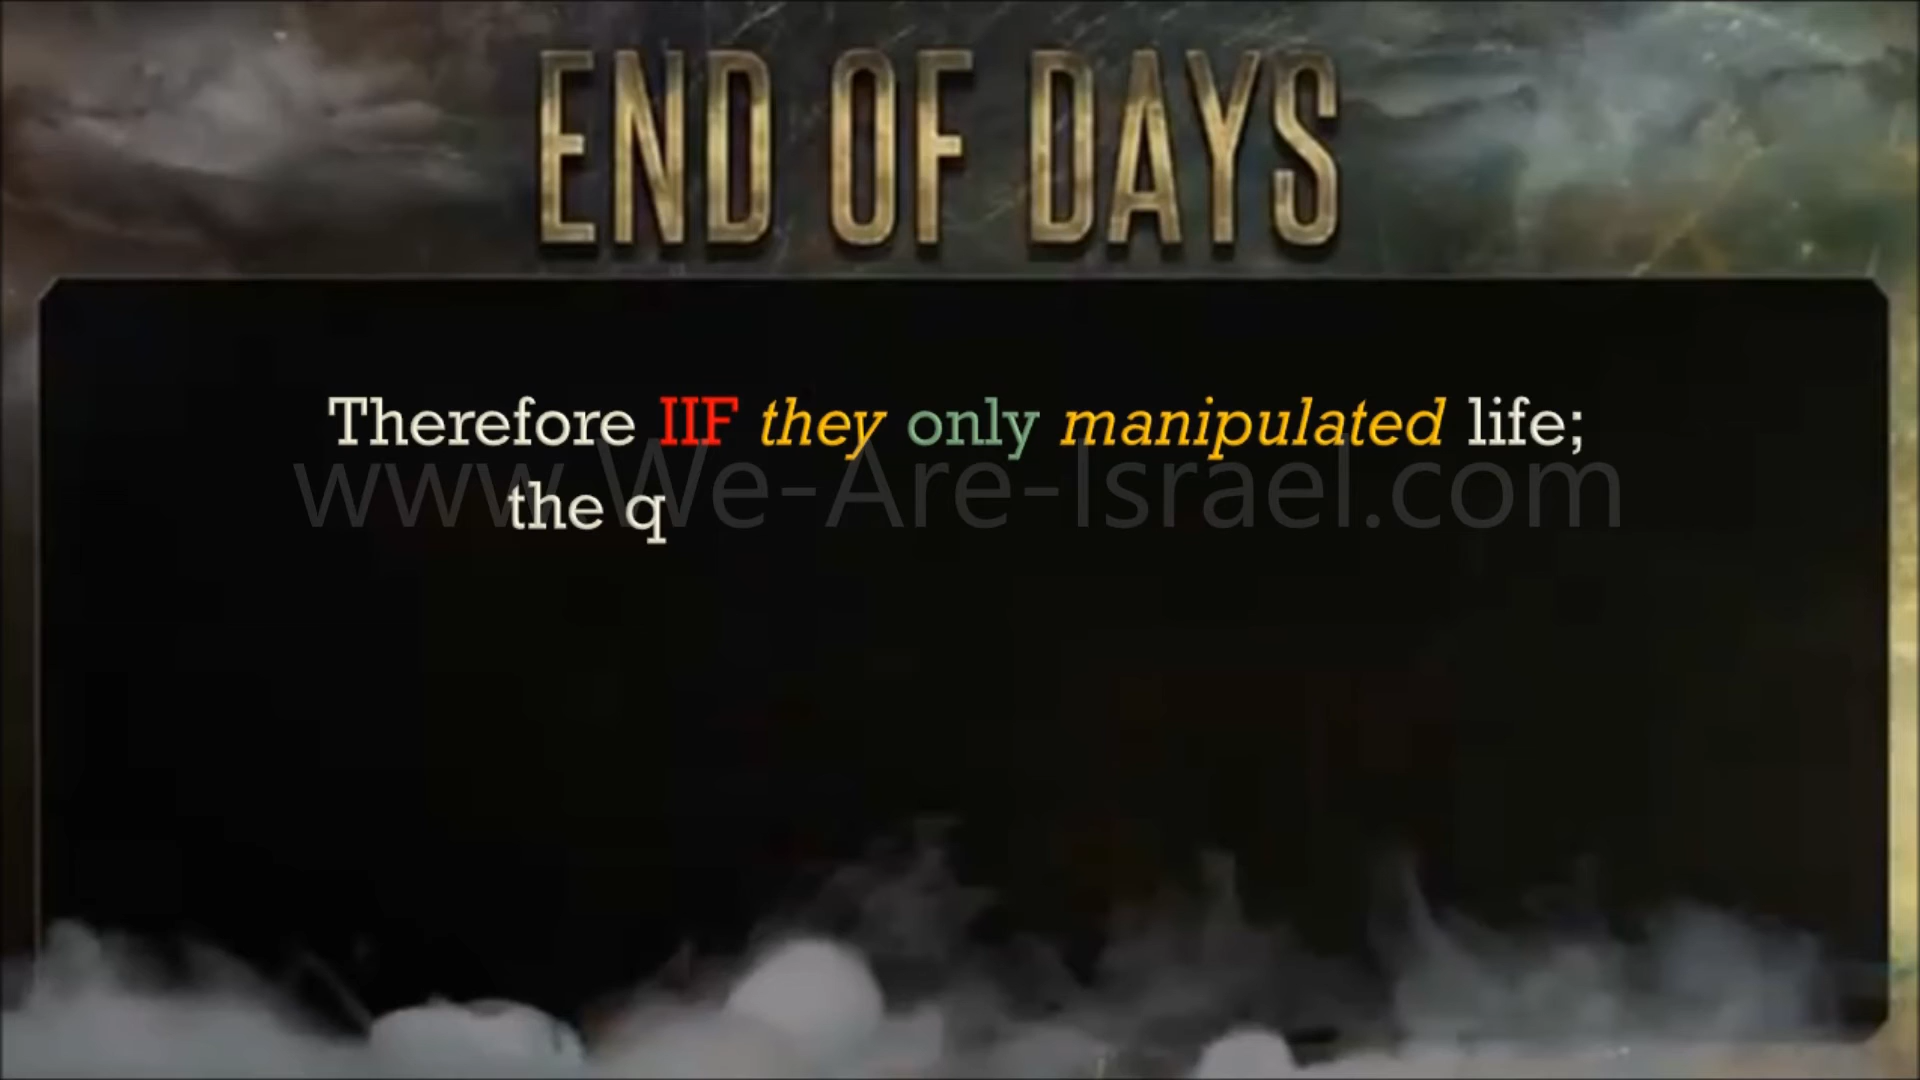 END OF DAYS
Therefore IIF they only manipulated life;
www.We-Are-Israel.com
the q